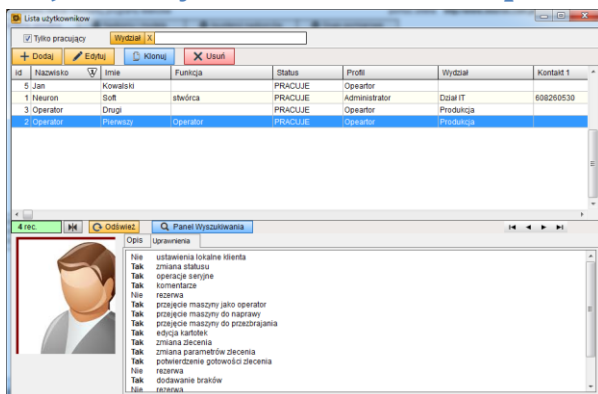 Lista użytkownikow
Tylko pracujący Wydział X
Dodaj Edytuj Klonuj Usuń
id Nazwisko Imie Funkcja Status Profil Wydział Kontakt 1
5 Jan Kowalski PRACUJE Opeartor
1 Neuron Soft stwórca PRACUJE Administrator Dział IT 608260530
3 Operator Drugi PRACUJE Opeartor Produkcja
2 Operator Pierwszy Operator PRACUJE Opeartor Produkcja
4 rec. Odśwież Panel Wyszukiwania
Opis Uprawnienia
Nie ustawienia lokalne klienta
Tak zmiana statusu
Tak operacje seryjne
Tak komentarze
Nie rezerwa
Tak przejęcie maszyny jako operator
Tak przejęcie maszyny do naprawy
Tak przejęcie maszyny do przezbrajania
Tak edycja kartotek
Tak zmiana zlecenia
Tak zmiana parametrów zlecenia
Tak potwierdzenie gotowości zlecenia
Nie rezerwa
Tak dodawanie braków
Nie rezerwa